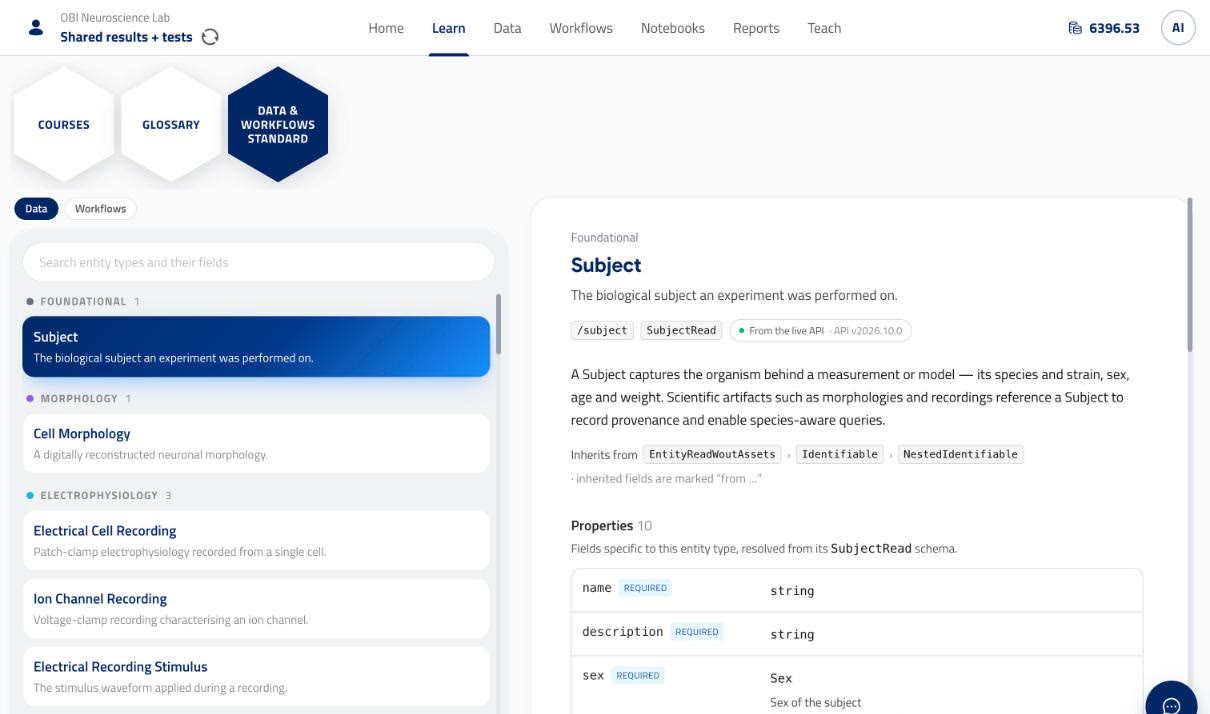 OBI Neuroscience Lab
Shared results + tests
Home
Learn
Data
Workflows
Notebooks
Reports
Teach
6396.53
AI
COURSES
GLOSSARY
DATA &
WORKFLOWS
STANDARD
Data
Workflows
Search entity types and their fields
FOUNDATIONAL 1
Subject
The biological subject an experiment was performed on.
MORPHOLOGY 1
Cell Morphology
A digitally reconstructed neuronal morphology.
ELECTROPHYSIOLOGY 3
Electrical Cell Recording
Patch-clamp electrophysiology recorded from a single cell.
Ion Channel Recording
Voltage-clamp recording characterising an ion channel.
Electrical Recording Stimulus
The stimulus waveform applied during a recording.
Foundational
Subject
The biological subject an experiment was performed on.
/subject SubjectRead From the live API · API v2026.10.0
A Subject captures the organism behind a measurement or model — its species and strain, sex,
age and weight. Scientific artifacts such as morphologies and recordings reference a Subject to
record provenance and enable species-aware queries.
Inherits from EntityReadWoutAssets › Identifiable › NestedIdentifiable
· inherited fields are marked “from …”
Properties 10
Fields specific to this entity type, resolved from its SubjectRead schema.
name REQUIRED string
description REQUIRED string
sex REQUIRED Sex
Sex of the subject